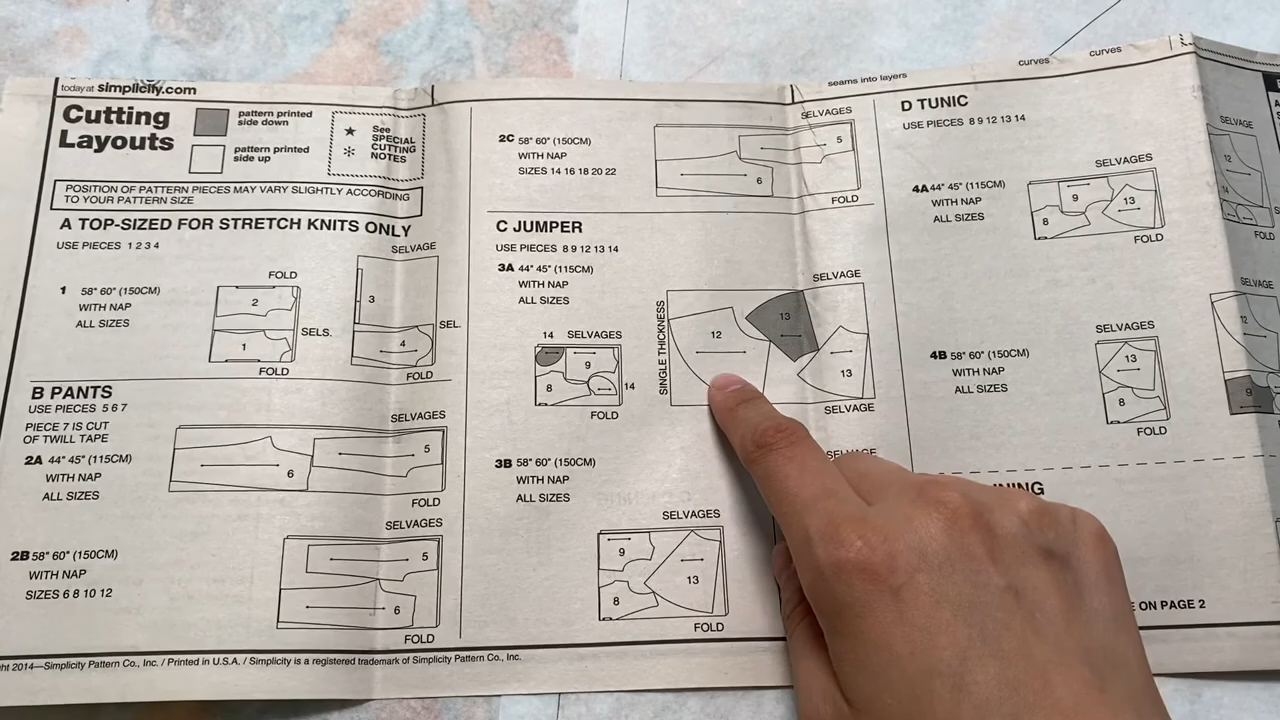 today at simplicity.com
Cutting
Layouts
pattern printed
side down
pattern printed
side up
★ See
SPECIAL
CUTTING
NOTES
POSITION OF PATTERN PIECES MAY VARY SLIGHTLY ACCORDING
TO YOUR PATTERN SIZE
A TOP-SIZED FOR STRETCH KNITS ONLY
USE PIECES 1 2 3 4
1 58" 60" (150CM)
WITH NAP
ALL SIZES
FOLD
2
1
SELS.
FOLD
SELVAGE
3
SEL.
4
FOLD
B PANTS
USE PIECES 5 6 7
PIECE 7 IS CUT
OF TWILL TAPE
2A 44" 45" (115CM)
WITH NAP
ALL SIZES
SELVAGES
5
6
FOLD
2B 58" 60" (150CM)
WITH NAP
SIZES 6 8 10 12
SELVAGES
5
6
FOLD
2C 58" 60" (150CM)
WITH NAP
SIZES 14 16 18 20 22
SELVAGES
5
6
FOLD
C JUMPER
USE PIECES 8 9 12 13 14
3A 44" 45" (115CM)
WITH NAP
ALL SIZES
14 SELVAGES
9
8
14
FOLD
SINGLE THICKNESS
SELVAGE
12
13
13
SELVAGE
3B 58" 60" (150CM)
WITH NAP
ALL SIZES
SELVAGES
9
13
8
FOLD
seams into layers
curves
curves
D TUNIC
USE PIECES 8 9 12 13 14
4A 44" 45" (115CM)
WITH NAP
ALL SIZES
SELVAGES
9
13
8
FOLD
4B 58" 60" (150CM)
WITH NAP
ALL SIZES
SELVAGES
13
8
FOLD
SELVAGE
12
14
FOLD
SELVAGE
12
9
ON PAGE 2
2014—Simplicity Pattern Co., Inc. / Printed in U.S.A. / Simplicity is a registered trademark of Simplicity Pattern Co., Inc.